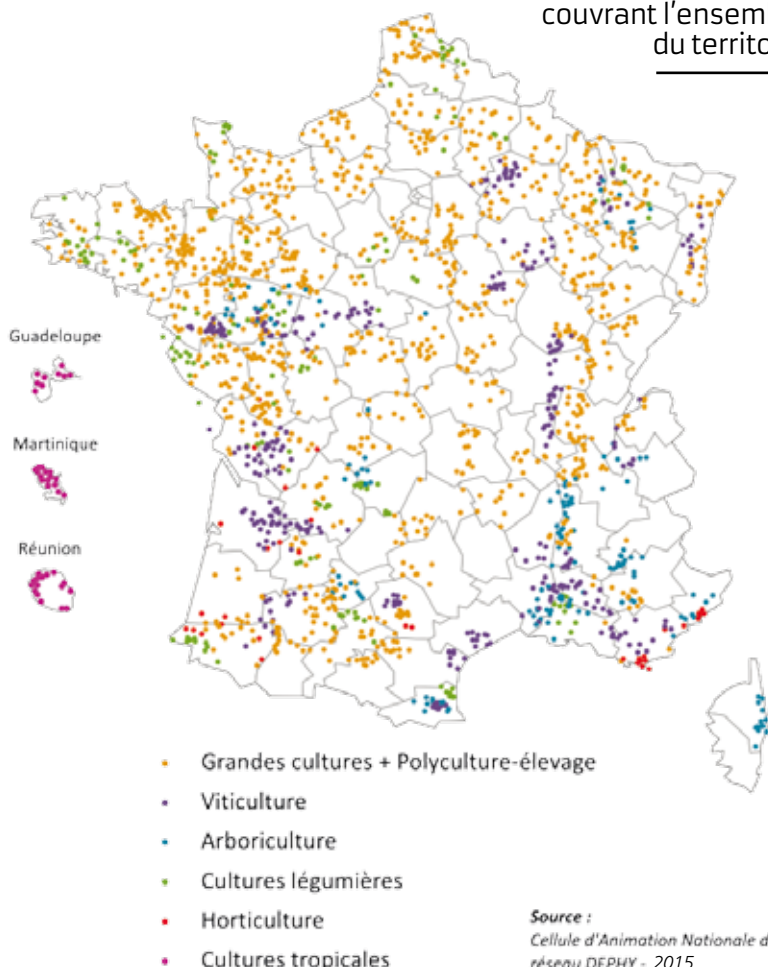 couvrant l'ensem
du territo
Guadeloupe
Martinique
Réunion
Grandes cultures + Polyculture-élevage
Viticulture
Arboriculture
Cultures légumières
Horticulture
Cultures tropicales
Source :
Cellule d'Animation Nationale d
réseau DEPHY - 2015